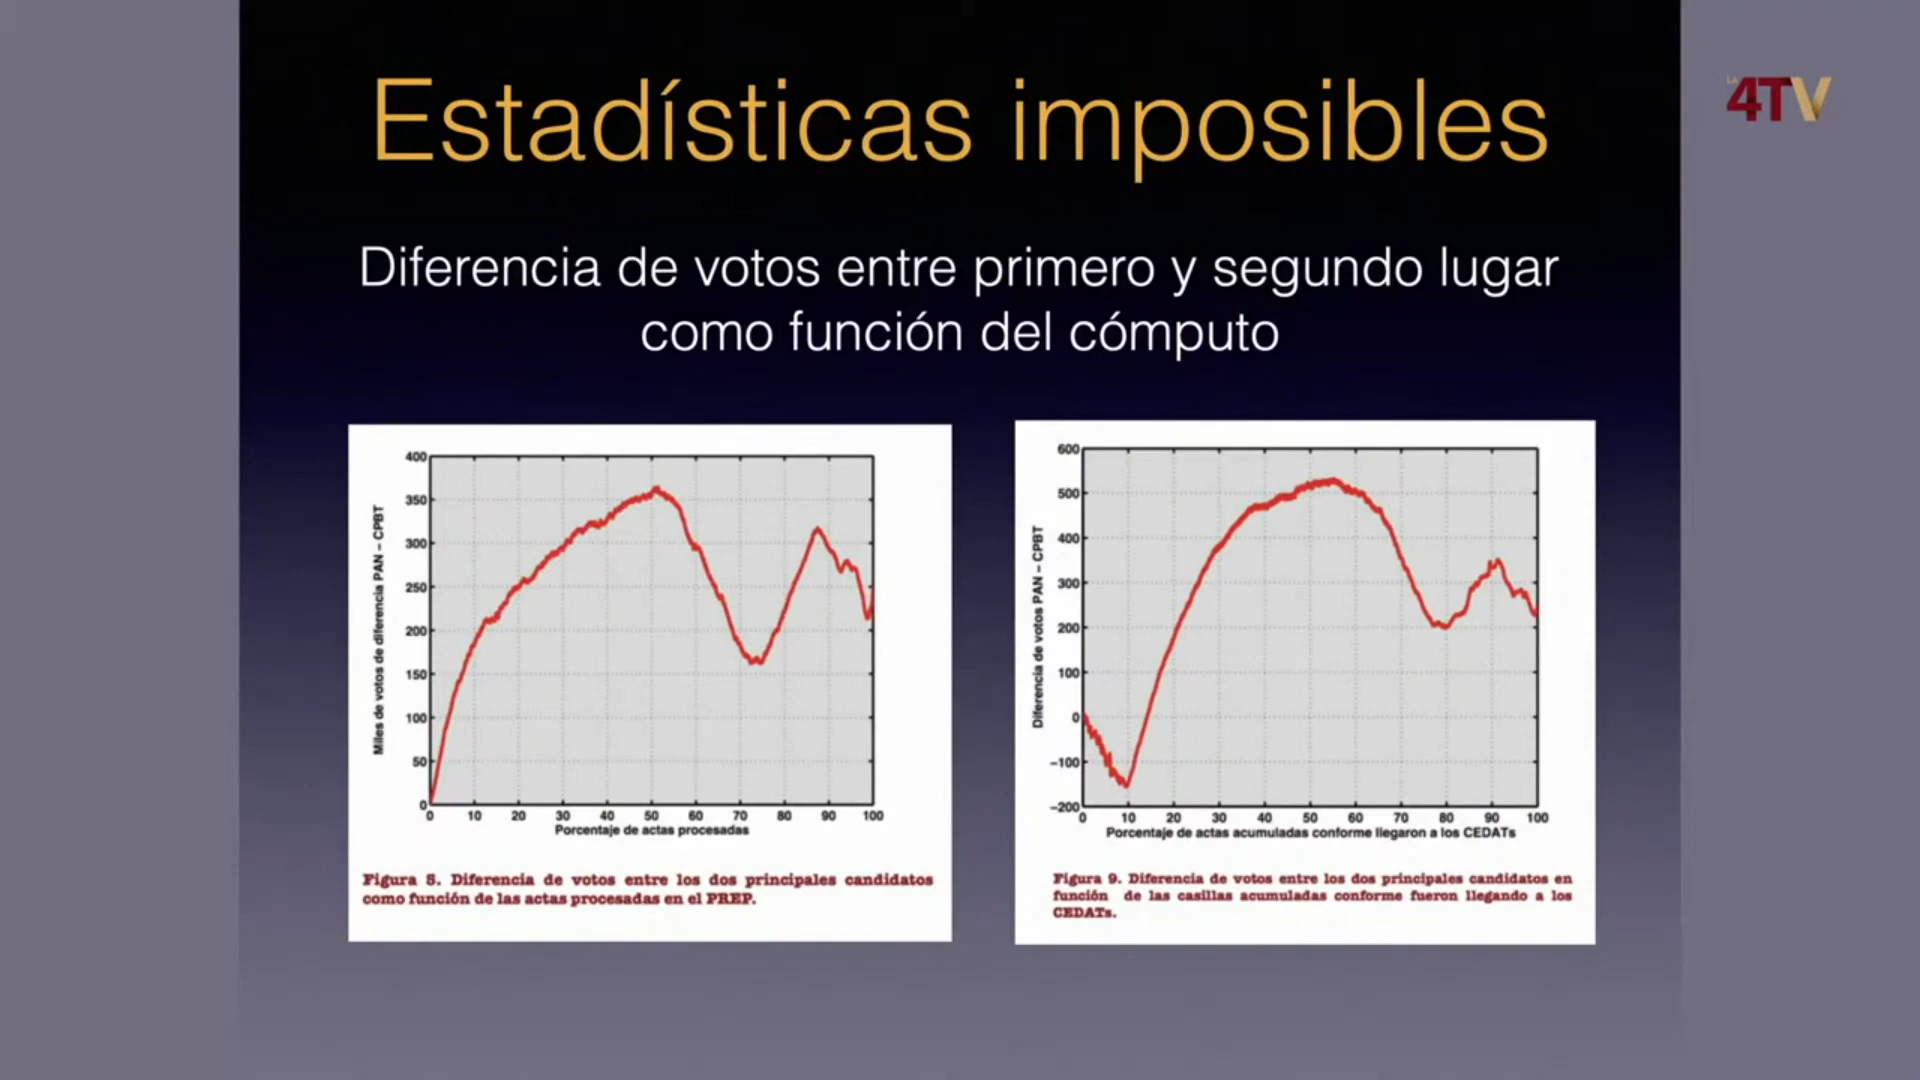 Estadísticas imposibles
LA
4TV
Diferencia de votos entre primero y segundo lugar
como función del cómputo
Miles de votos de diferencia PAN – CPBT
400
350
300
250
200
150
100
50
0
0 10 20 30 40 50 60 70 80 90 100
Porcentaje de actas procesadas
Figura 5. Diferencia de votos entre los dos principales candidatos
como función de las actas procesadas en el PREP.
Diferencia de votos PAN – CPBT
600
500
400
300
200
100
0
−100
−200
0 10 20 30 40 50 60 70 80 90 100
Porcentaje de actas acumuladas conforme llegaron a los CEDATs
Figura 9. Diferencia de votos entre los dos principales candidatos en
función de las casillas acumuladas conforme fueron llegando a los
CEDATs.